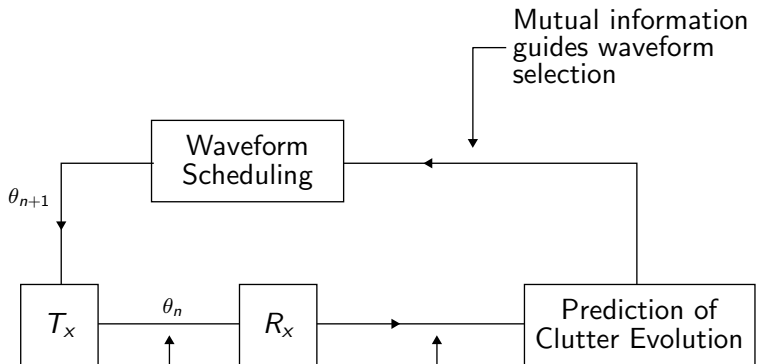 Mutual information
guides waveform
selection
Waveform
Scheduling
θₙ₊₁
θₙ
Tₓ
Rₓ
Prediction of
Clutter Evolution